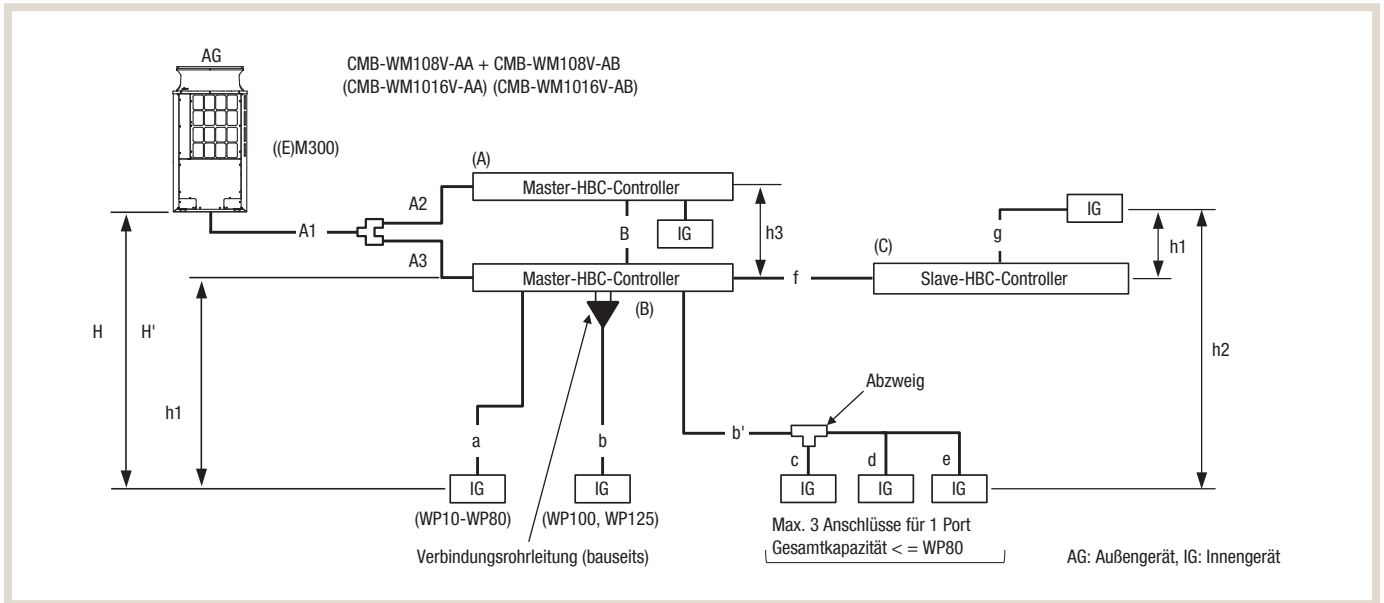 AG
CMB-WM108V-AA + CMB-WM108V-AB
(CMB-WM1016V-AA) (CMB-WM1016V-AB)
((E)M300)
(A)
Master-HBC-Controller
A2
A1
B
IG
h3
IG
g
h1
A3
(C)
Master-HBC-Controller
f
Slave-HBC-Controller
(B)
H
H'
h2
h1
Abzweig
a
b
b'
c
d
e
IG
IG
IG
IG
IG
(WP10-WP80)
(WP100, WP125)
Max. 3 Anschlüsse für 1 Port
Gesamtkapazität < = WP80
Verbindungsrohrleitung (bauseits)
AG: Außengerät, IG: Innengerät